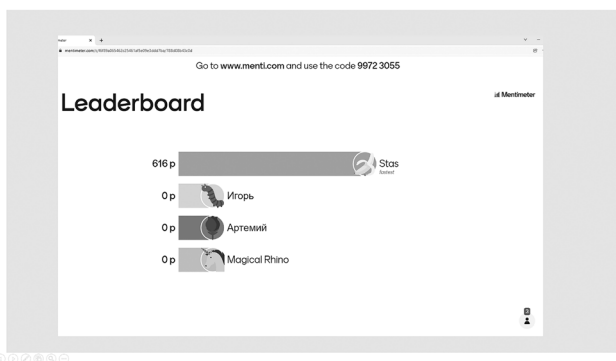 Go to www.menti.com and use the code 9972 3055
Leaderboard
Mentimeter
616 p Stas
fastest
0 p Игорь
0 p Артемий
0 p Magical Rhino